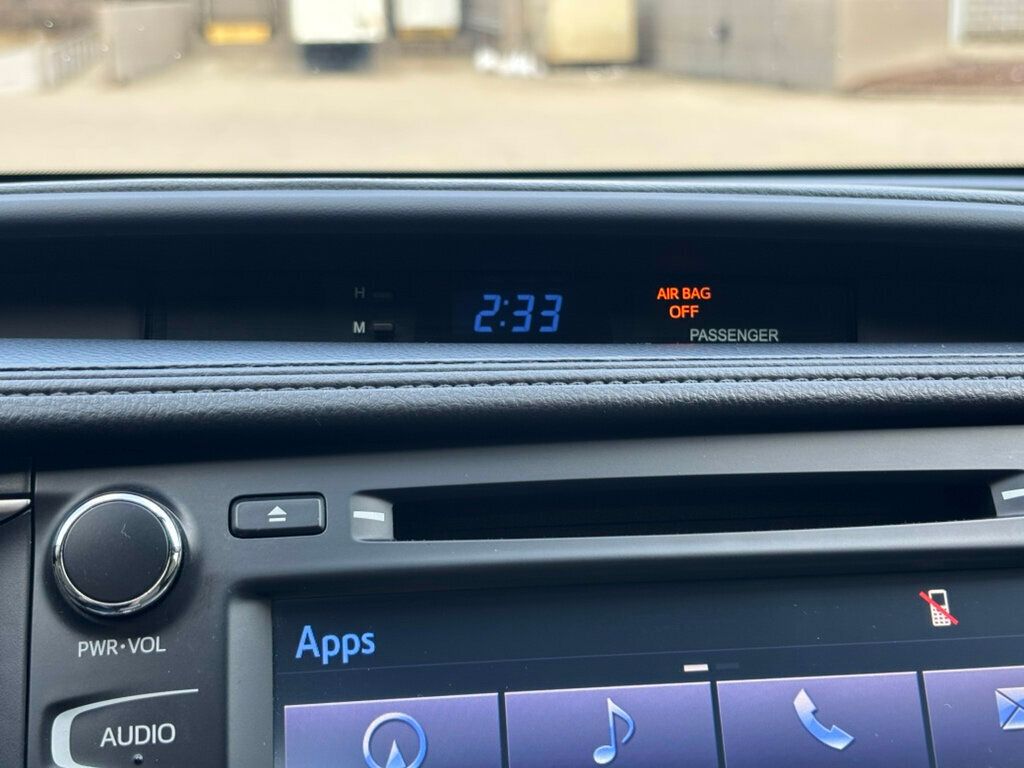 H
M
2:33
AIR BAG
OFF
PASSENGER
PWR•VOL
Apps
AUDIO